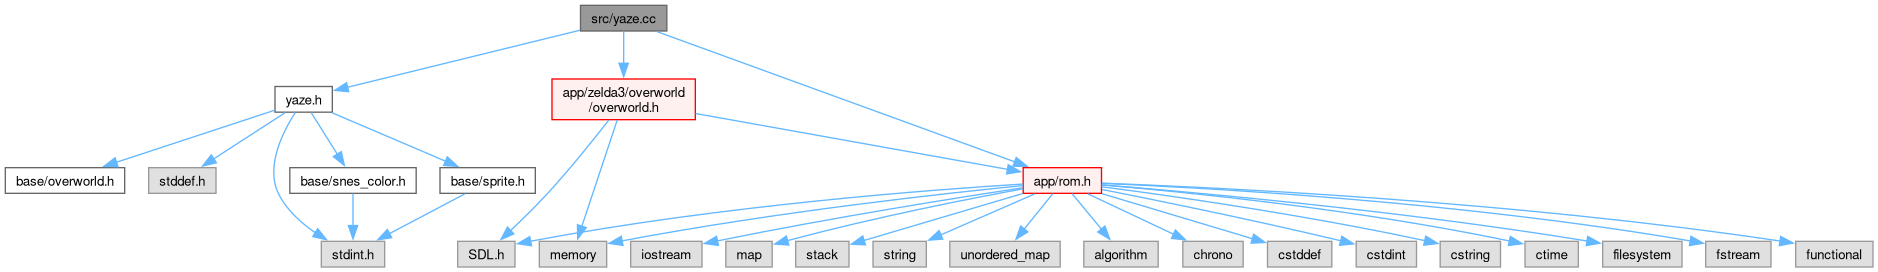 src/yaze.cc
yaze.h
app/zelda3/overworld
/overworld.h
base/overworld.h
stddef.h
base/snes_color.h
base/sprite.h
app/rom.h
stdint.h
SDL.h
memory
iostream
map
stack
string
unordered_map
algorithm
chrono
cstddef
cstdint
cstring
ctime
filesystem
fstream
functional